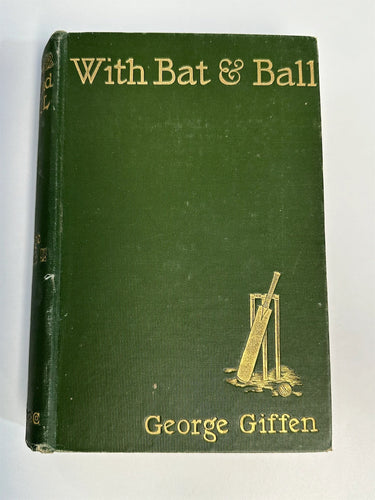 With Bat & Ball
George Giffen